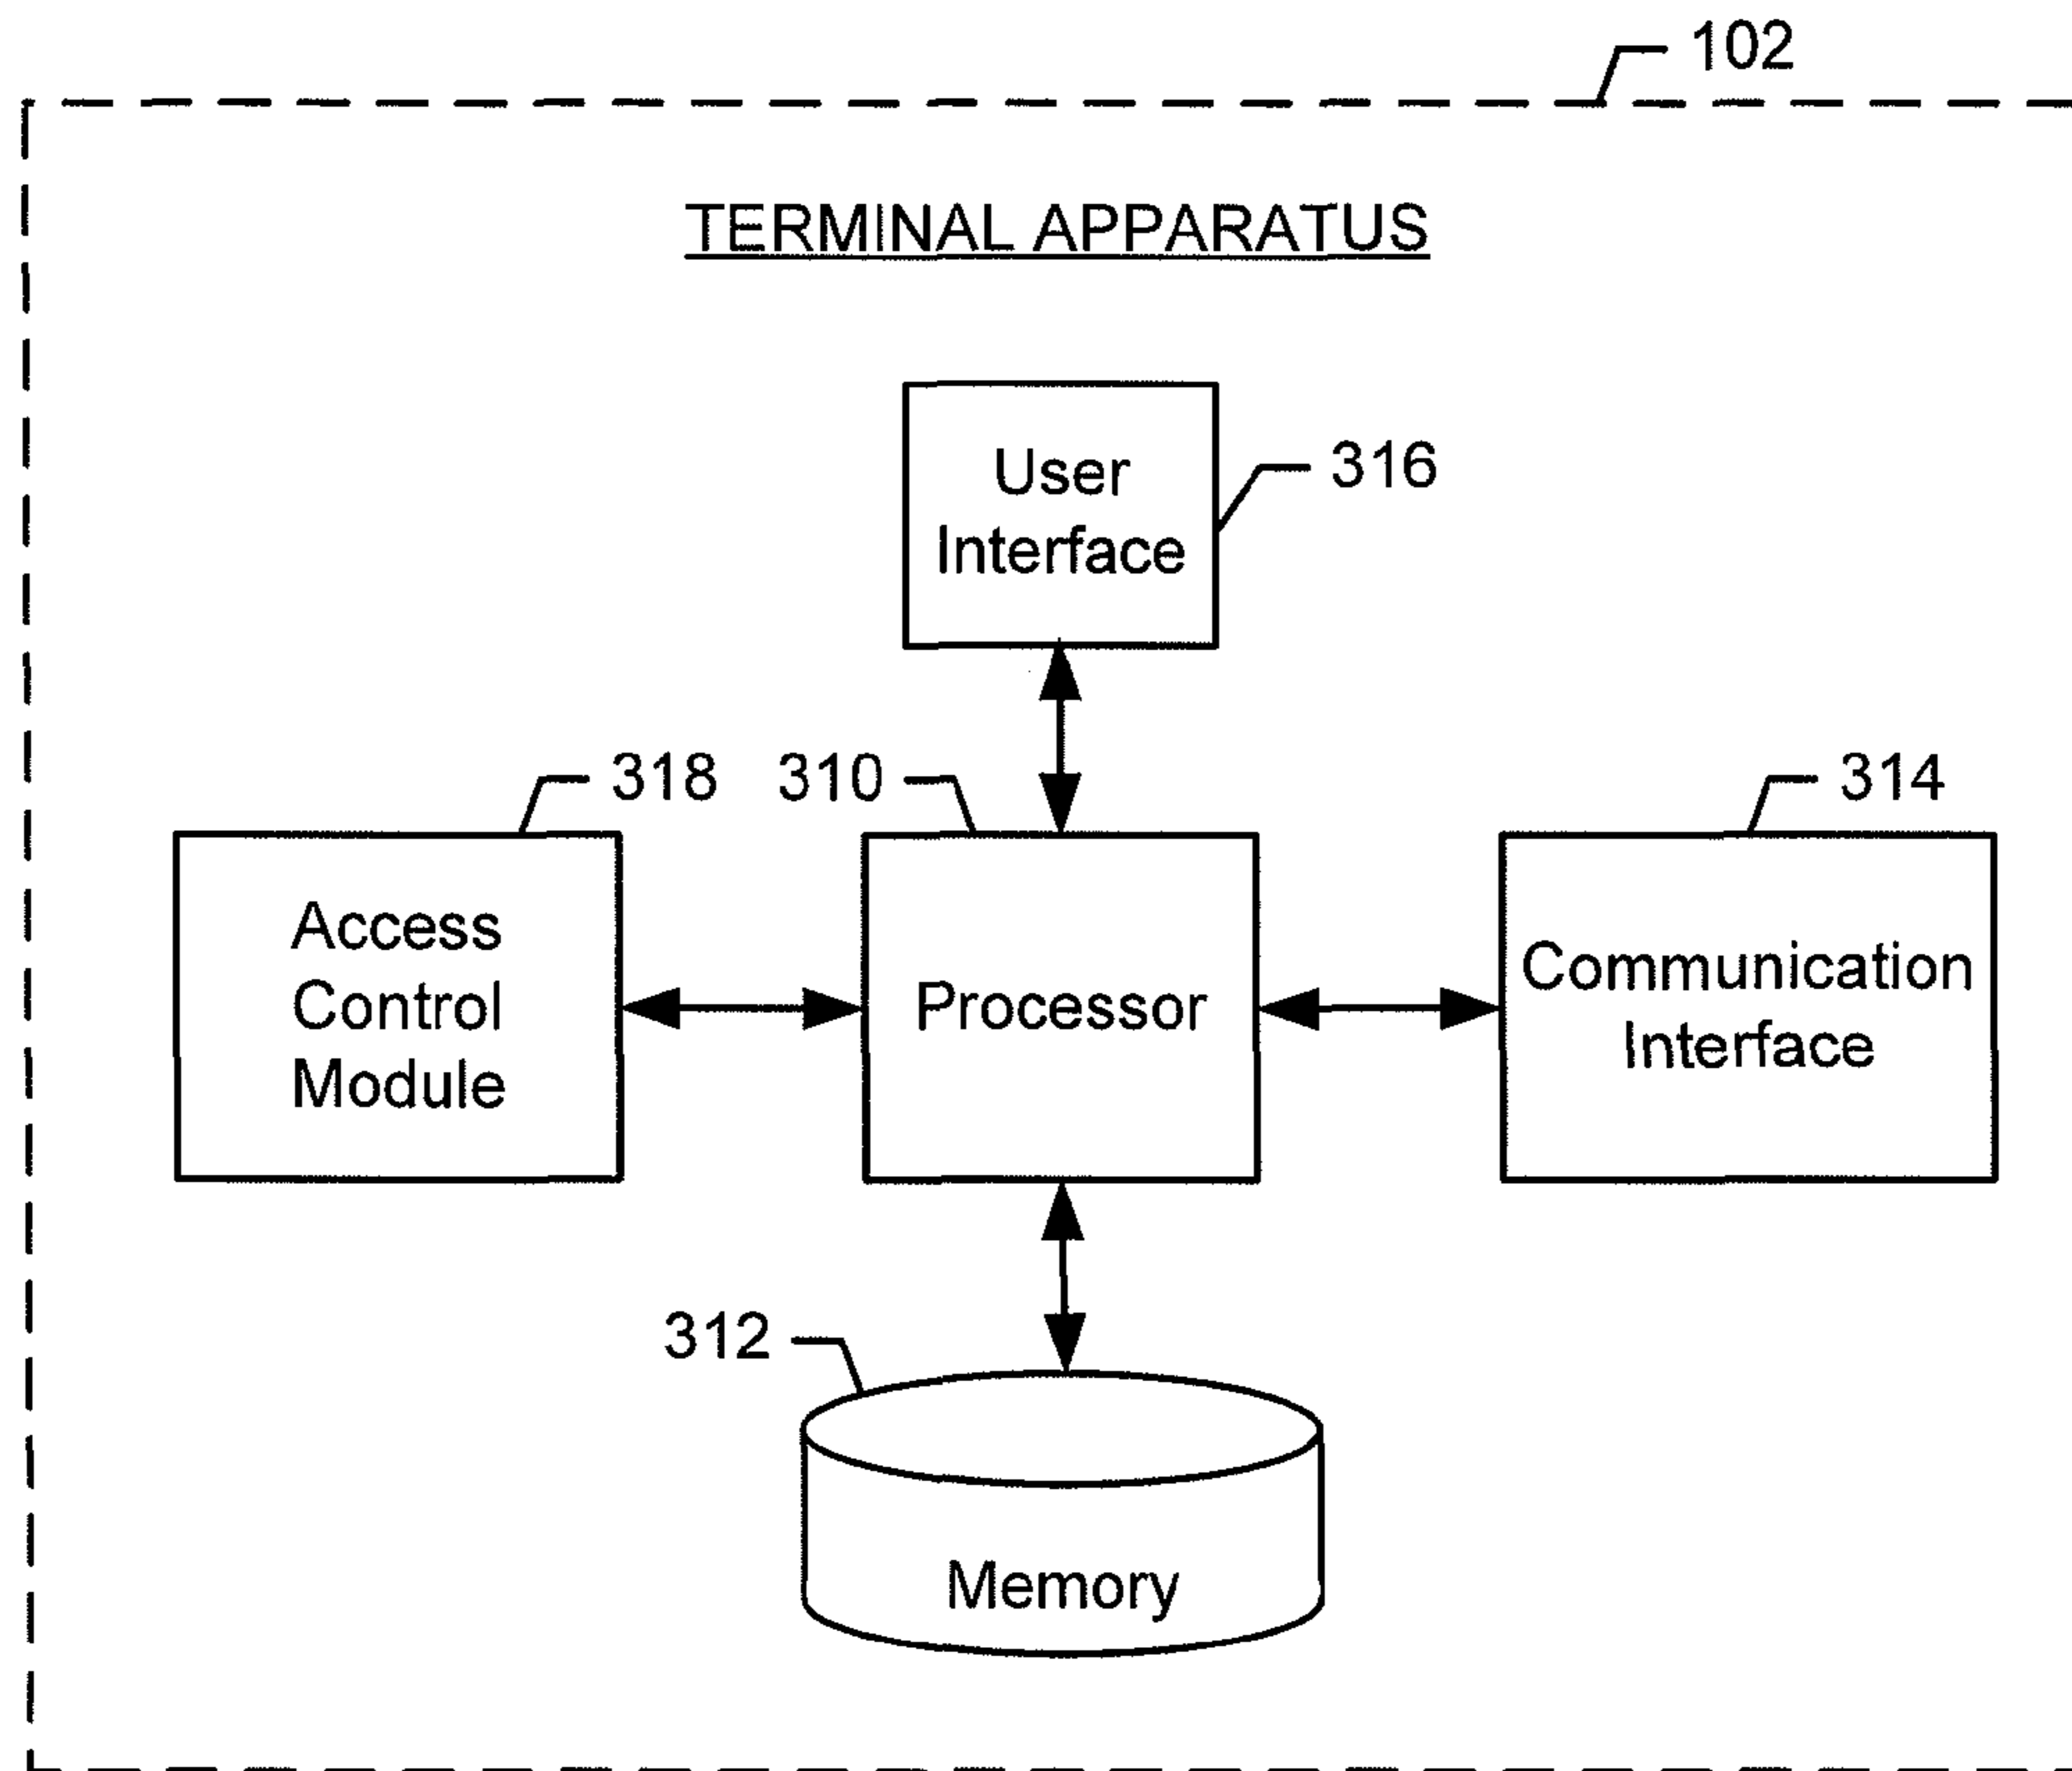 102
TERMINAL APPARATUS
User
Interface
316
318
310
314
Access
Control
Module
Processor
Communication
Interface
312
Memory